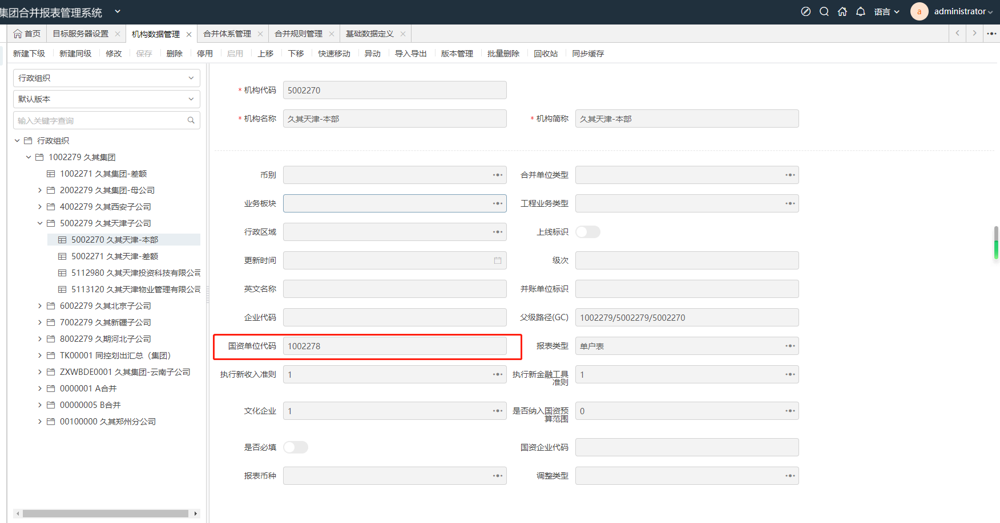 集团合并报表管理系统
语言
a
administrator
首页
目标服务器设置
机构数据管理
合并体系管理
合并规则管理
基础数据定义
新建下级
新建同级
修改
保存
删除
停用
启用
上移
下移
快速移动
异动
导入导出
版本管理
批量删除
回收站
同步缓存
行政组织
默认版本
输入关键字查询
行政组织
1002279 久其集团
1002271 久其集团-差额
2002279 久其集团-母公司
4002279 久其西安子公司
5002279 久其天津子公司
5002270 久其天津-本部
5002271 久其天津-差额
5112980 久其天津投资科技有限公司
5113120 久其天津物业管理有限公司
6002279 久其北京子公司
7002279 久其新疆子公司
8002279 久期河北子公司
TK00001 同控划出汇总（集团）
ZXWBDE0001 久其集团-云南子公司
0000001 A合并
00000005 B合并
00100000 久其郑州分公司
* 机构代码 5002270
* 机构名称 久其天津-本部
* 机构简称 久其天津-本部
币别
合并单位类型
业务板块
工程业务类型
行政区域
上线标识
更新时间
级次
英文名称
并账单位标识
企业代码
父级路径(GC) 1002279/5002279/5002270
国资单位代码 1002278
报表类型 单户表
执行新收入准则 1
执行新金融工具
准则
1
文化企业 1
是否纳入国资预
算范围
0
是否必填
国资企业代码
报表币种
调整类型